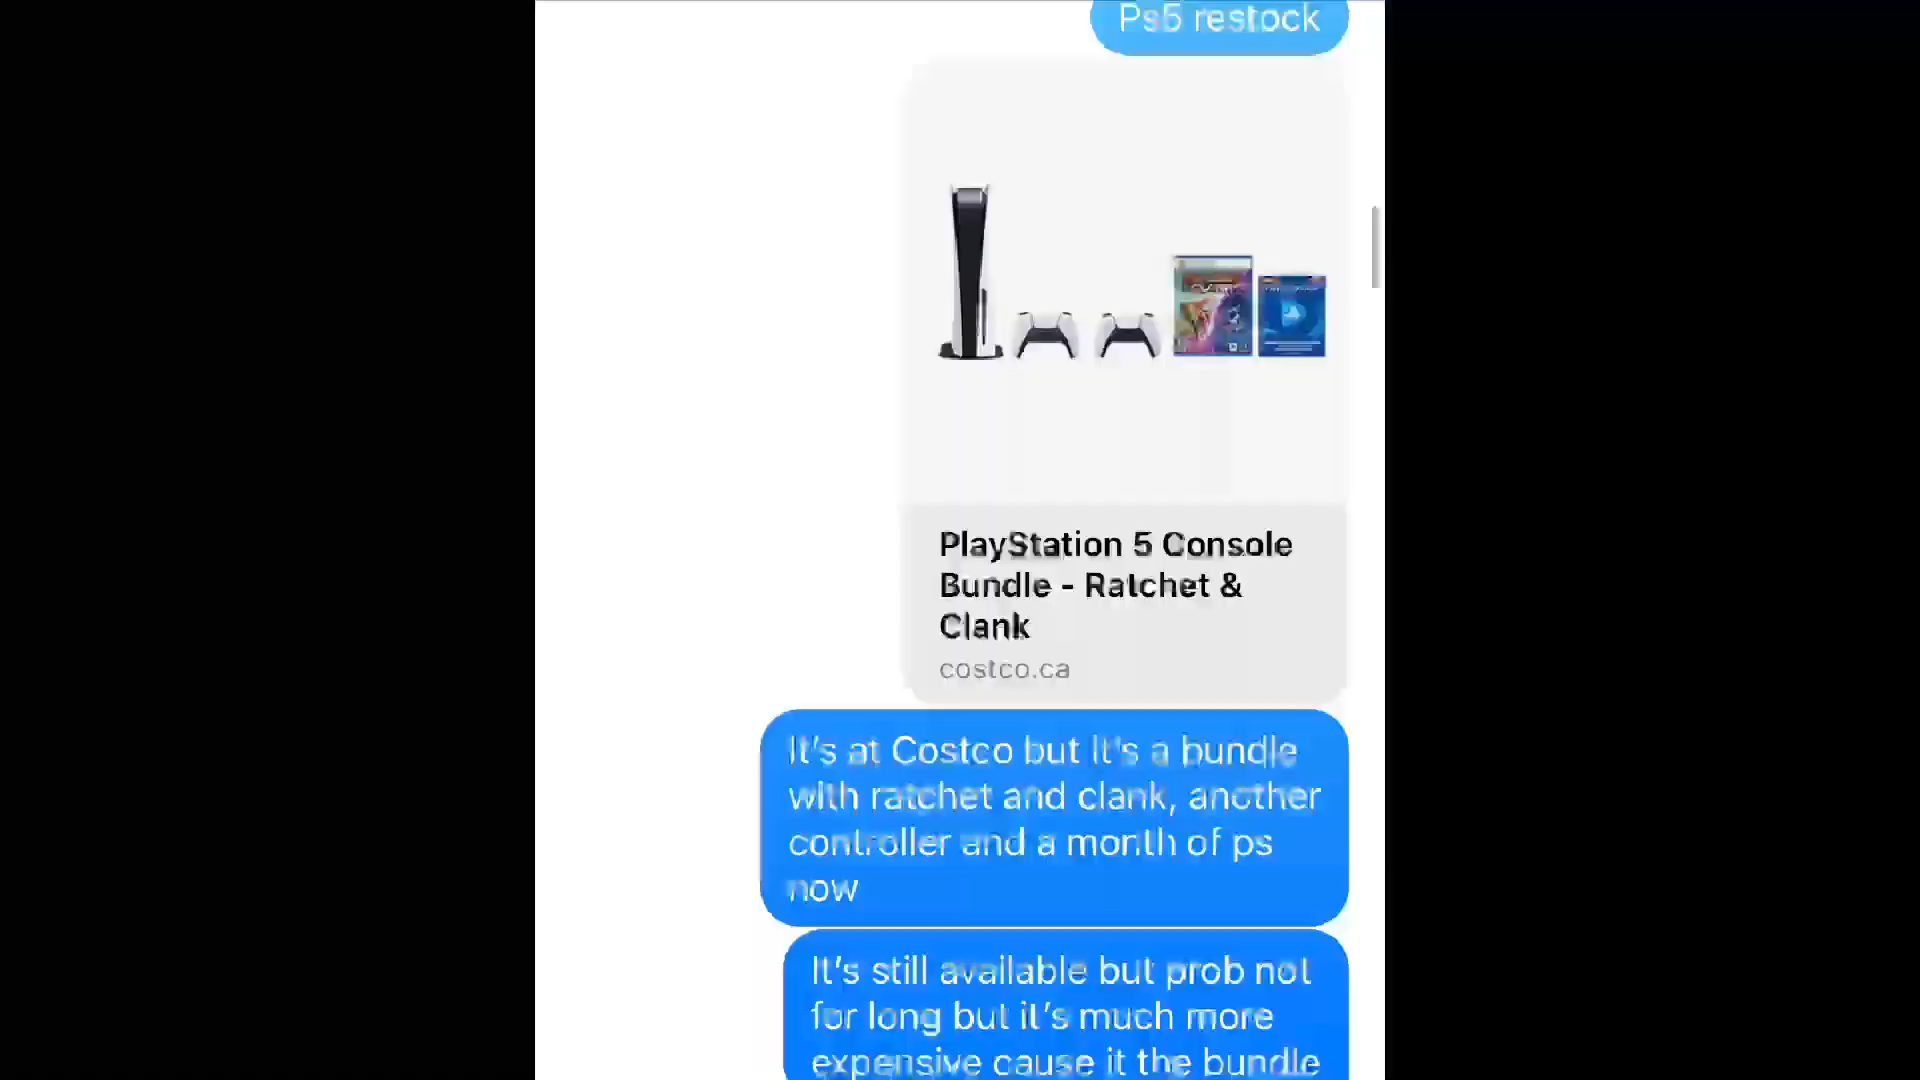 Ps5 restock
PlayStation 5 Console
Bundle - Ratchet &
Clank
costco.ca
It's at Costco but It's a bundle
with ratchet and clank, another
controller and a month of ps
now
It's still available but prob not
for long but it's much more
expensive cause it the bundle